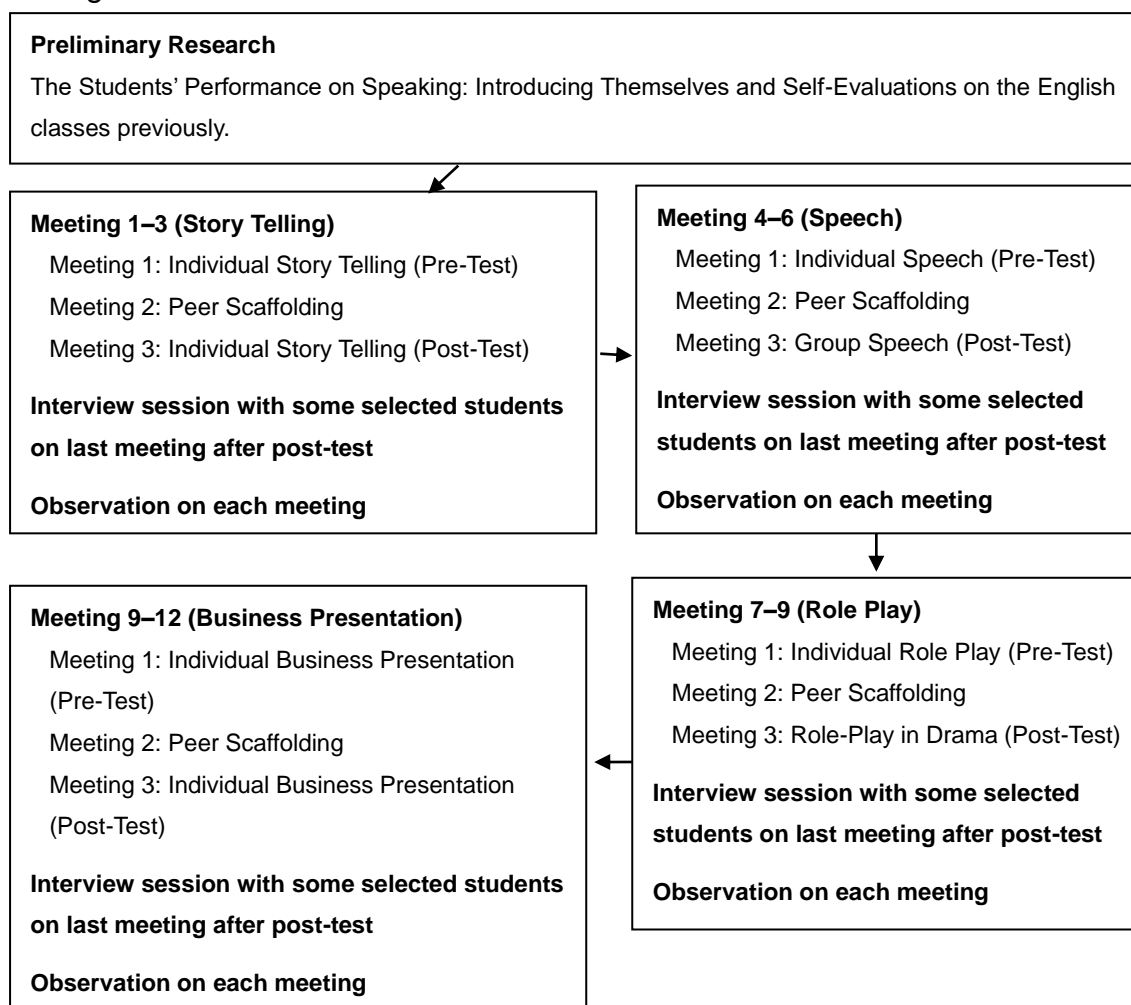 Preliminary Research
The Students’ Performance on Speaking: Introducing Themselves and Self-Evaluations on the English
classes previously.
Meeting 1–3 (Story Telling)
Meeting 1: Individual Story Telling (Pre-Test)
Meeting 2: Peer Scaffolding
Meeting 3: Individual Story Telling (Post-Test)
Interview session with some selected students
on last meeting after post-test
Observation on each meeting
Meeting 4–6 (Speech)
Meeting 1: Individual Speech (Pre-Test)
Meeting 2: Peer Scaffolding
Meeting 3: Group Speech (Post-Test)
Interview session with some selected
students on last meeting after post-test
Observation on each meeting
Meeting 7–9 (Role Play)
Meeting 1: Individual Role Play (Pre-Test)
Meeting 2: Peer Scaffolding
Meeting 3: Role-Play in Drama (Post-Test)
Interview session with some selected
students on last meeting after post-test
Observation on each meeting
Meeting 9–12 (Business Presentation)
Meeting 1: Individual Business Presentation
(Pre-Test)
Meeting 2: Peer Scaffolding
Meeting 3: Individual Business Presentation
(Post-Test)
Interview session with some selected students
on last meeting after post-test
Observation on each meeting